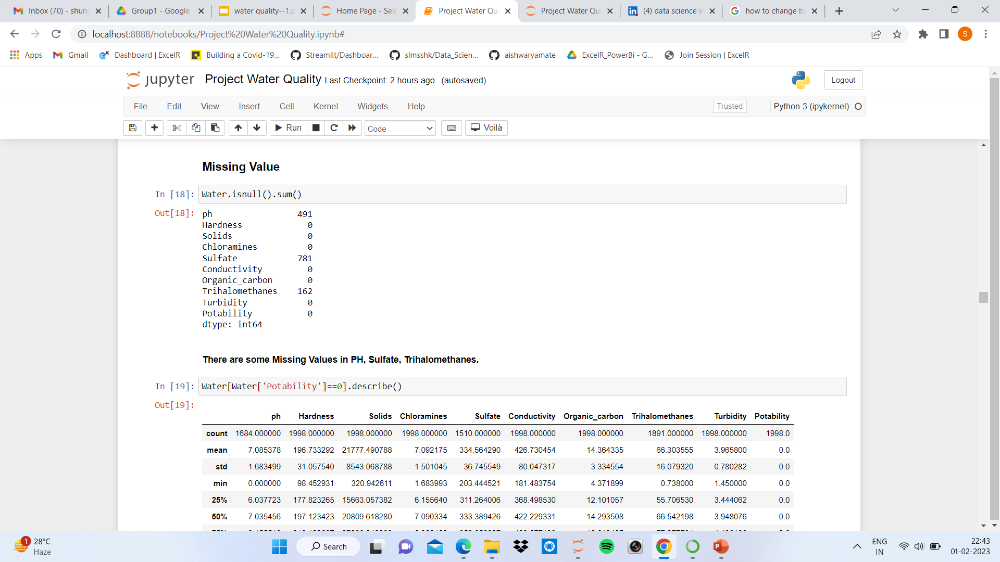 Inbox (70) - shun
Group1 - Google
water quality--1.p
Home Page - Sele
Project Water Qu
Project Water Qu
(4) data science in
how to change ba
localhost:8888/notebooks/Project%20Water%20Quality.ipynb#
S
Apps
Gmail
Dashboard | ExcelR
Building a Covid-19...
Streamlit/Dashboar...
slmsshk/Data_Scien...
aishwaryamate
ExcelR_PowerBi - G...
Join Session | ExcelR
jupyter Project Water Quality Last Checkpoint: 2 hours ago (autosaved)
Logout
File Edit View Insert Cell Kernel Widgets Help
Trusted
Python 3 (ipykernel)
Run
Code
Voilà
Missing Value
In [18]: Water.isnull().sum()
Out[18]: ph 491
Hardness 0
Solids 0
Chloramines 0
Sulfate 781
Conductivity 0
Organic_carbon 0
Trihalomethanes 162
Turbidity 0
Potability 0
dtype: int64
There are some Missing Values in PH, Sulfate, Trihalomethanes.
In [19]: Water[Water['Potability']==0].describe()
Out[19]:
ph Hardness Solids Chloramines Sulfate Conductivity Organic_carbon Trihalomethanes Turbidity Potability
count 1684.000000 1998.000000 1998.000000 1998.000000 1510.000000 1998.000000 1998.000000 1891.000000 1998.000000 1998.0
mean 7.085378 196.733292 21777.490788 7.092175 334.564290 426.730454 14.364335 66.303555 3.965800 0.0
std 1.683499 31.057540 8543.068788 1.501045 36.745549 80.047317 3.334554 16.079320 0.780282 0.0
min 0.000000 98.452931 320.942611 1.683993 203.444521 181.483754 4.371899 0.738000 1.450000 0.0
25% 6.037723 177.823265 15663.057382 6.155640 311.264006 368.498530 12.101057 55.706530 3.444062 0.0
50% 7.035456 197.123423 20809.618280 7.090334 333.389426 422.229331 14.293508 66.542198 3.948076 0.0
1
28°C
Haze
Search
ENG
IN
22:43
01-02-2023